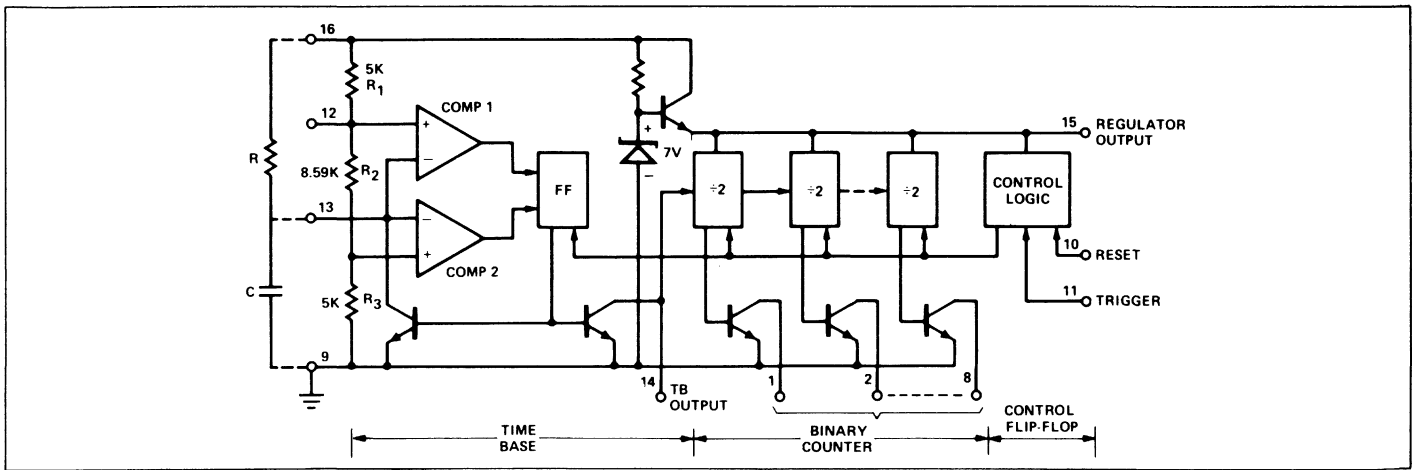 16
5K
R1
12
COMP 1
+
−
R
8.59K
R2
FF
+
7V
−
15
REGULATOR
OUTPUT
÷2
÷2
÷2
CONTROL
LOGIC
13
−
+
COMP 2
10
RESET
11
TRIGGER
C
5K
R3
9
14
TB
OUTPUT
1
2
8
TIME
BASE
BINARY
COUNTER
CONTROL
FLIP-FLOP